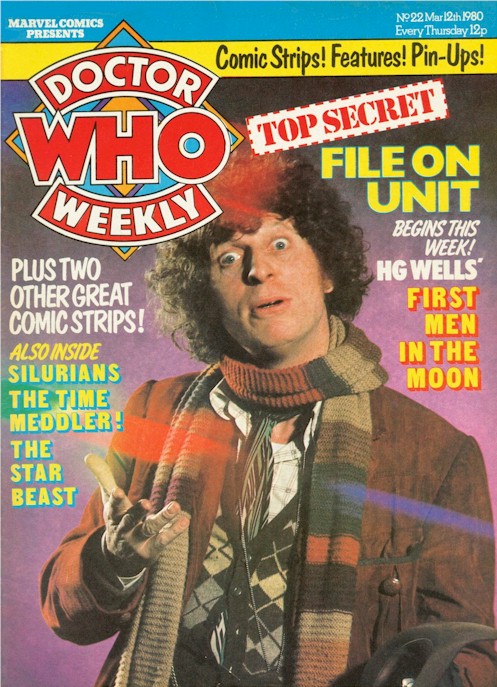 MARVEL COMICS
PRESENTS
Nº22 Mar 12th 1980
Every Thursday 12p
Comic Strips! Features! Pin-Ups!
DOCTOR
WHO
WEEKLY
TOP SECRET
FILE ON
UNIT
BEGINS THIS
WEEK!
HG WELLS'
FIRST
MEN
IN THE
MOON
PLUS TWO
OTHER GREAT
COMIC STRIPS!
ALSO INSIDE
SILURIANS
THE TIME
MEDDLER!
THE
STAR
BEAST